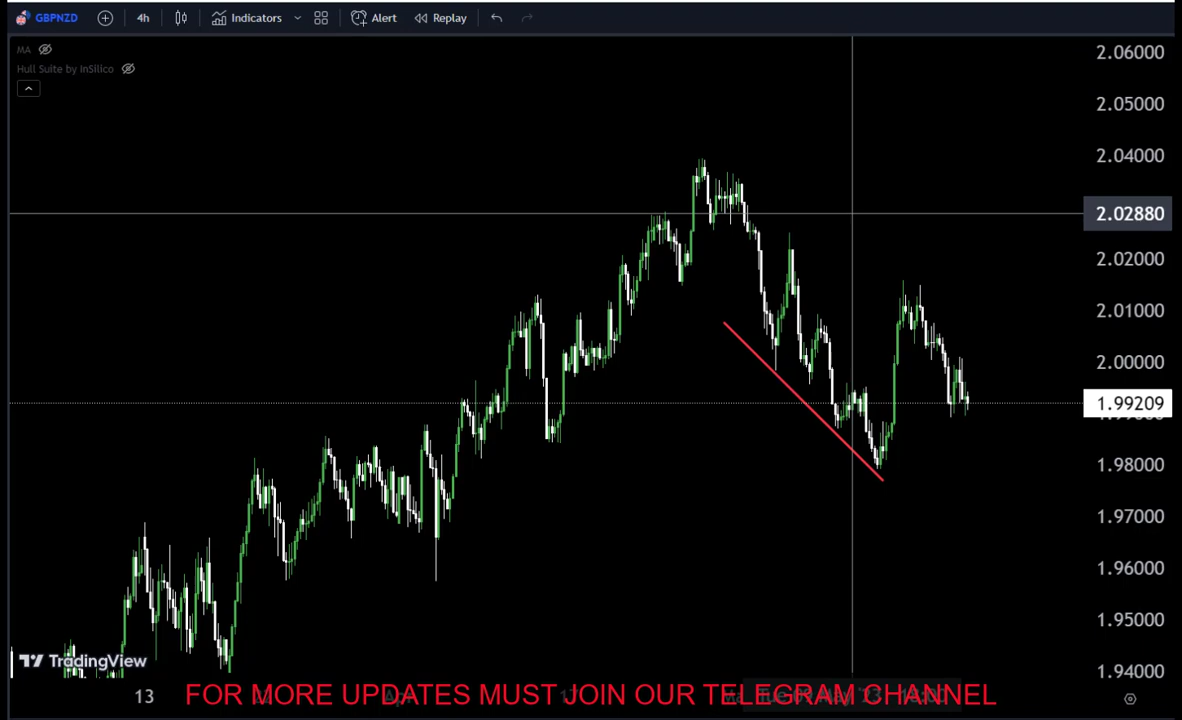 GBPNZD 4h Indicators Alert Replay
MA
Hull Suite by InSilico
2.06000
2.05000
2.04000
2.02880
2.02000
2.01000
2.00000
1.99209
1.98000
1.97000
1.96000
1.95000
1.94000
TradingView
13
FOR MORE UPDATES MUST JOIN OUR TELEGRAM CHANNEL